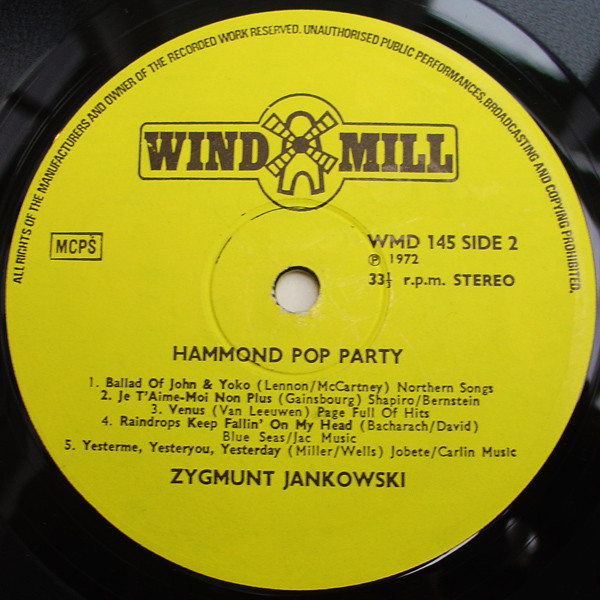 ALL RIGHTS OF THE MANUFACTURERS AND OWNER OF THE RECORDED WORK RESERVED. UNAUTHORISED PUBLIC PERFORMANCES, BROADCASTING AND COPYING PROHIBITED.
WIND MILL
MCPS
WMD 145 SIDE 2
Ⓟ 1972
33⅓ r.p.m. STEREO
HAMMOND POP PARTY
1. Ballad Of John & Yoko (Lennon/McCartney) Northern Songs
2. Je T'Aime-Moi Non Plus (Gainsbourg) Shapiro/Bernstein
3. Venus (Van Leeuwen) Page Full Of Hits
4. Raindrops Keep Fallin' On My Head (Bacharach/David)
Blue Seas/Jac Music
5. Yesterme, Yesteryou, Yesterday (Miller/Wells) Jobete/Carlin Music
ZYGMUNT JANKOWSKI